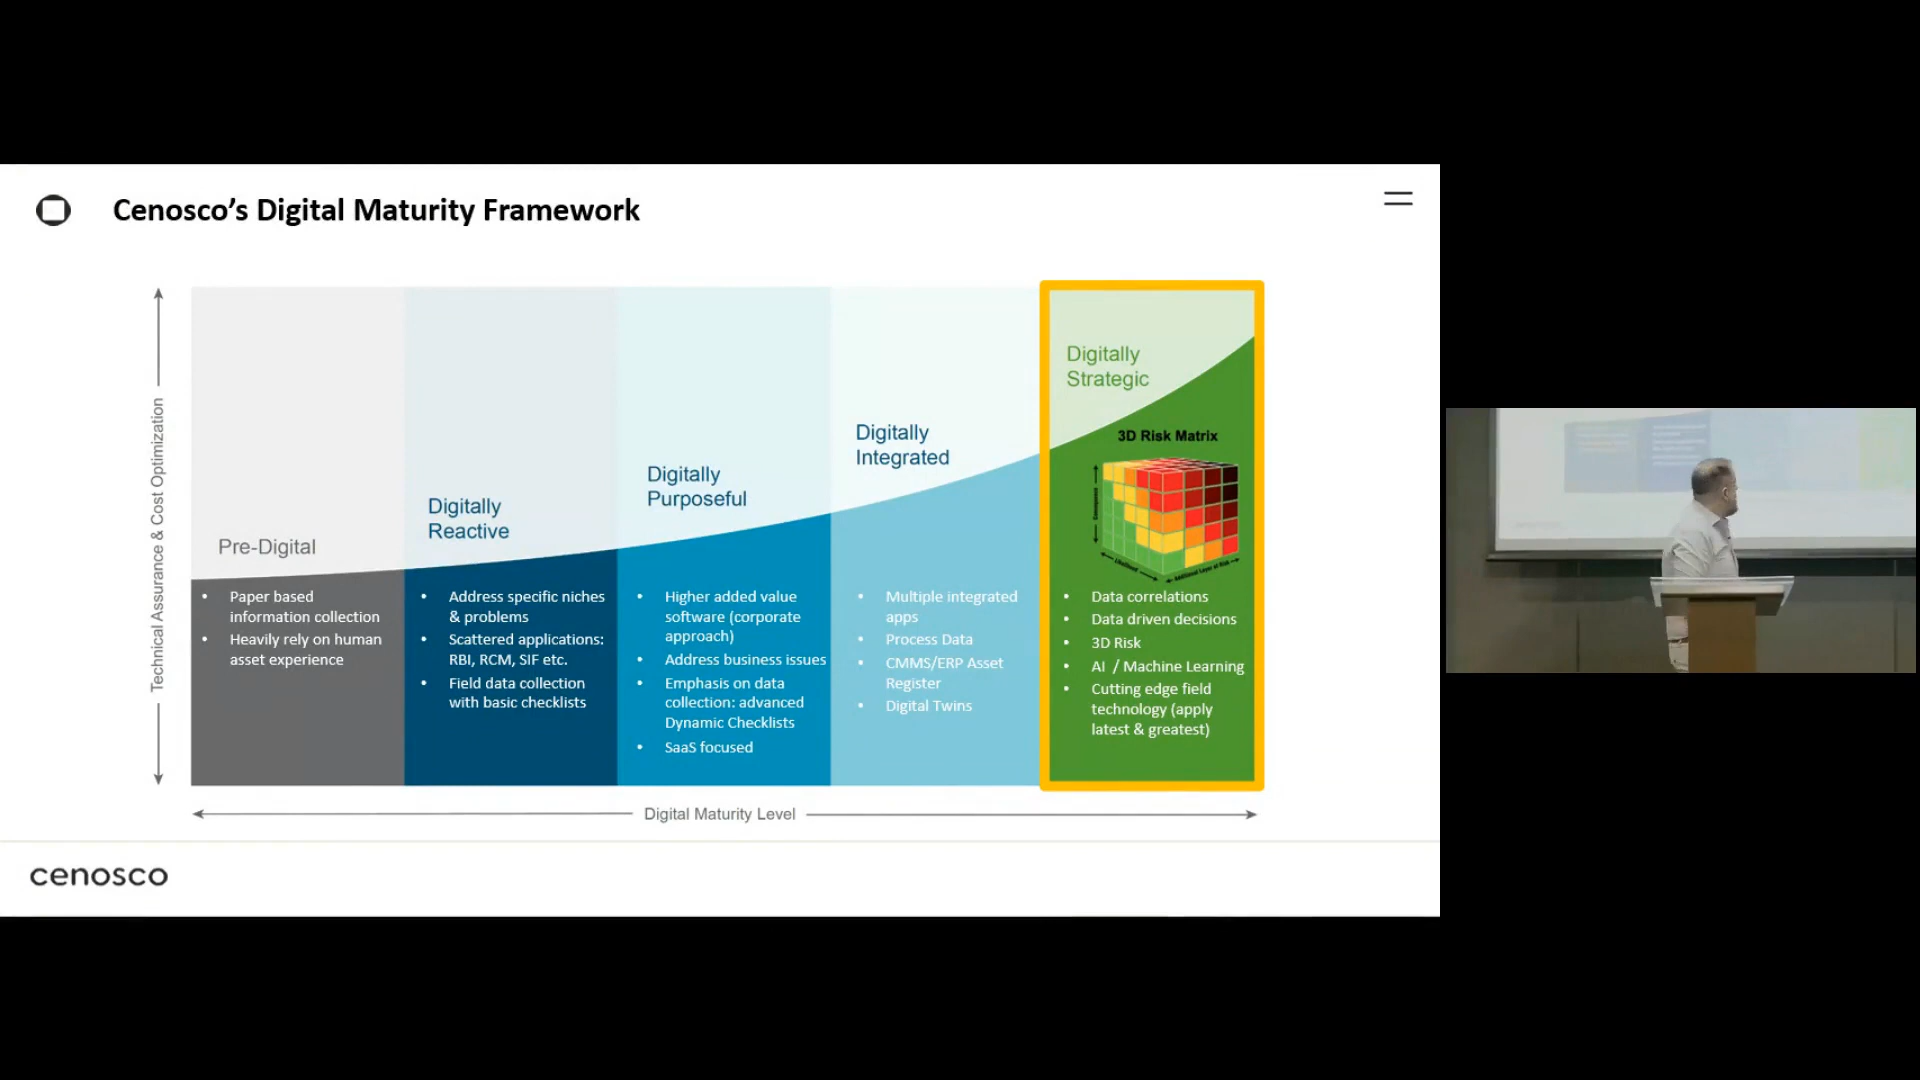 Cenosco's Digital Maturity Framework
Technical Assurance & Cost Optimization
Pre-Digital
• Paper based
information collection
• Heavily rely on human
asset experience
Digitally
Reactive
• Address specific niches
& problems
• Scattered applications:
RBI, RCM, SIF etc.
• Field data collection
with basic checklists
Digitally
Purposeful
• Higher added value
software (corporate
approach)
• Address business issues
• Emphasis on data
collection: advanced
Dynamic Checklists
• SaaS focused
Digitally
Integrated
• Multiple integrated
apps
• Process Data
• CMMS/ERP Asset
Register
• Digital Twins
Digitally
Strategic
3D Risk Matrix
Likelihood
Additional Layer of Risk
• Data correlations
• Data driven decisions
• 3D Risk
• AI / Machine Learning
• Cutting edge field
technology (apply
latest & greatest)
Digital Maturity Level
cenosco